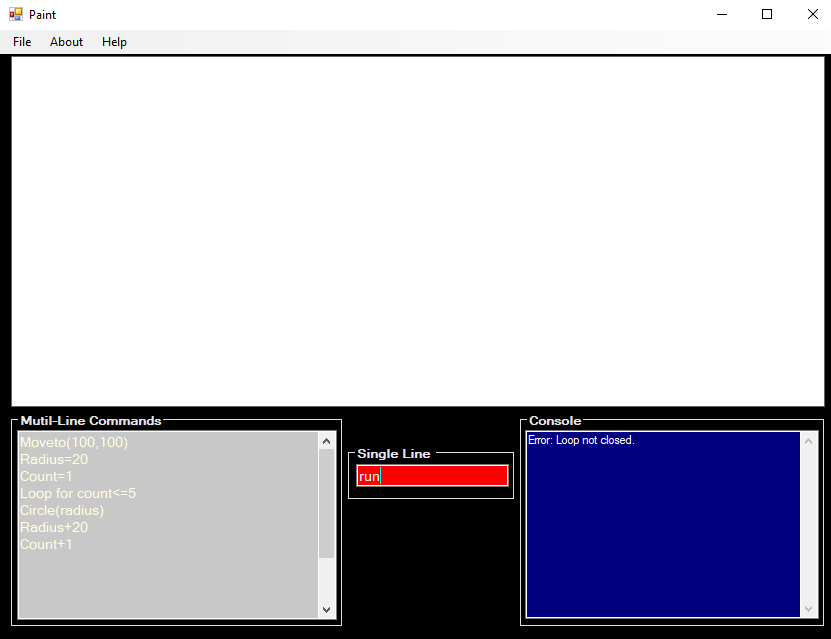 Paint
File About Help
Mutil-Line Commands
Moveto(100,100)
Radius=20
Count=1
Loop for count<=5
Circle(radius)
Radius+20
Count+1
Single Line
run
Console
Error: Loop not closed.